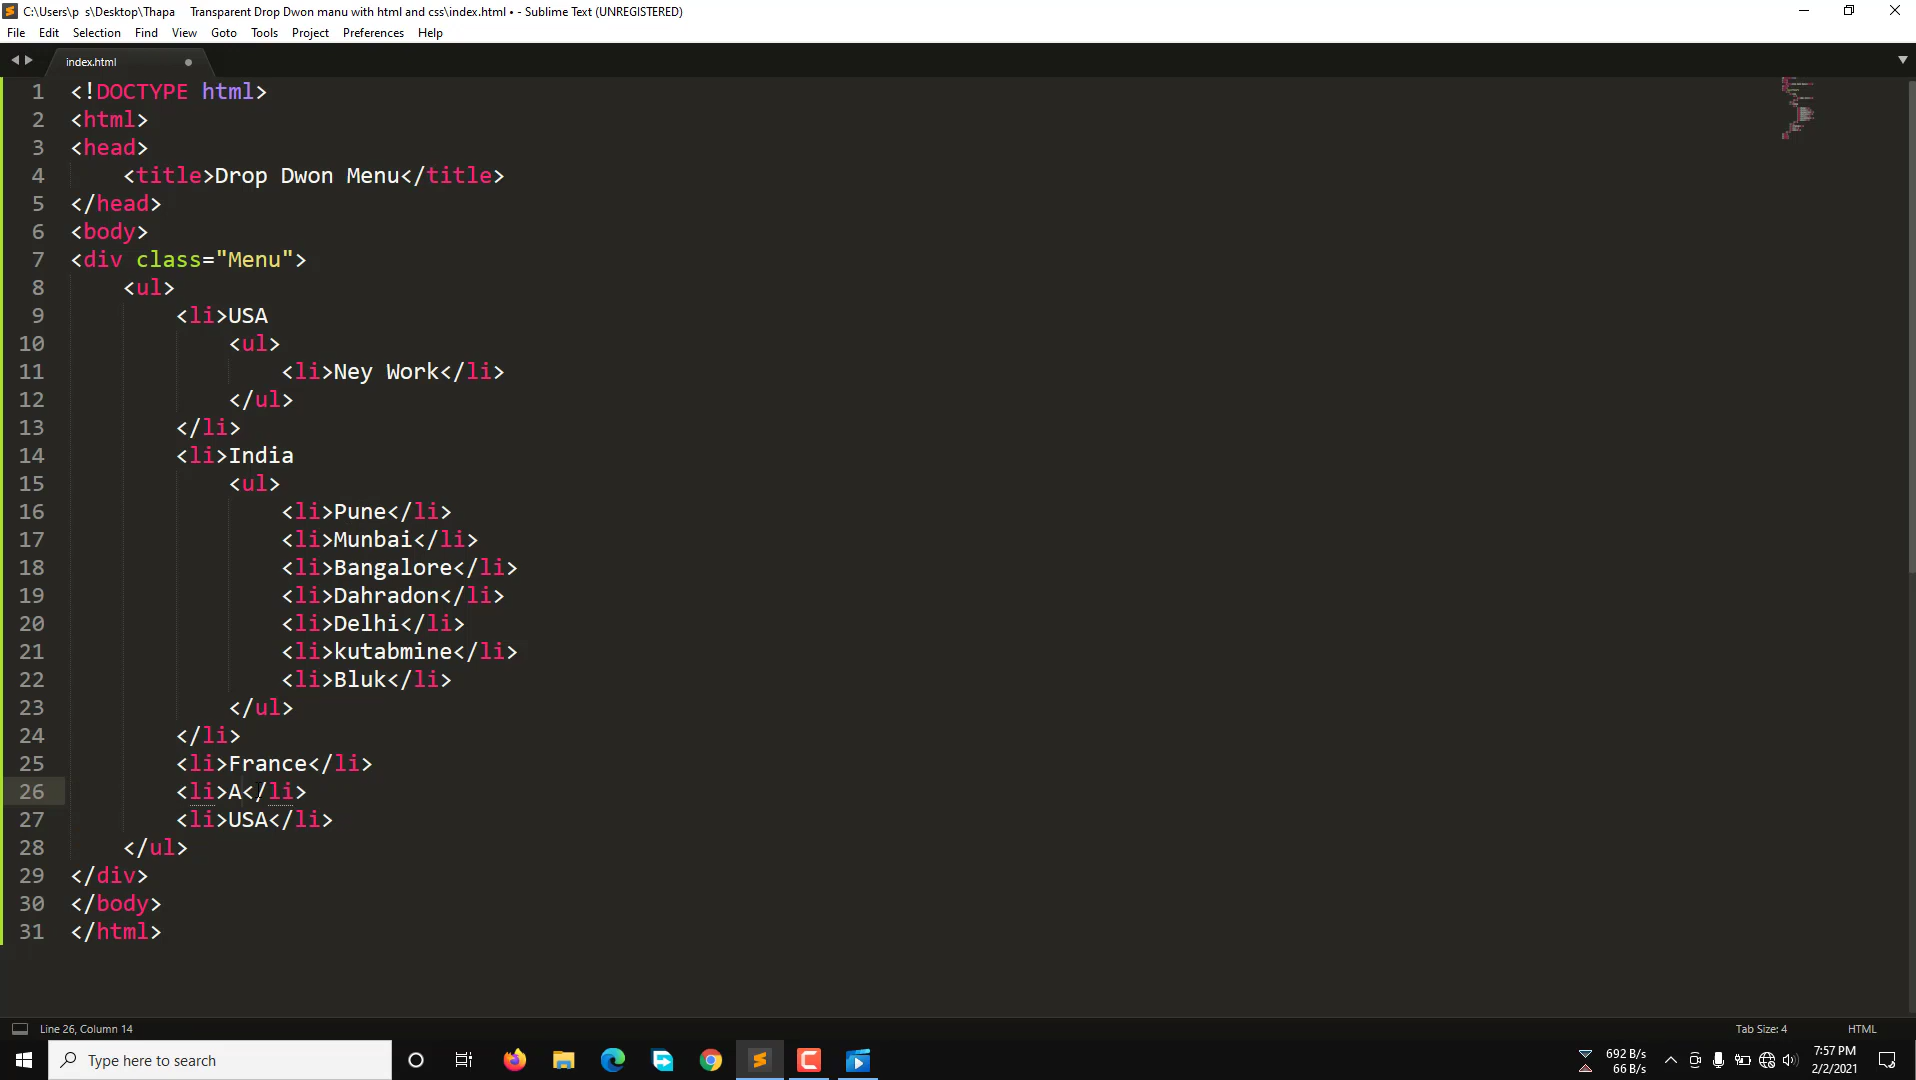 C:\Users\p  s\Desktop\Thapa     Transparent Drop Dwon manu with html and css\index.html • - Sublime Text (UNREGISTERED)
File Edit Selection Find View Goto Tools Project Preferences Help
index.html
1 <!DOCTYPE html>
2 <html>
3 <head>
4     <title>Drop Dwon Menu</title>
5 </head>
6 <body>
7 <div class="Menu">
8     <ul>
9         <li>USA
10             <ul>
11                 <li>Ney Work</li>
12             </ul>
13         </li>
14         <li>India
15             <ul>
16                 <li>Pune</li>
17                 <li>Munbai</li>
18                 <li>Bangalore</li>
19                 <li>Dahradon</li>
20                 <li>Delhi</li>
21                 <li>kutabmine</li>
22                 <li>Bluk</li>
23             </ul>
24         </li>
25         <li>France</li>
26         <li>A</li>
27         <li>USA</li>
28     </ul>
29 </div>
30 </body>
31 </html>
Line 26, Column 14 Tab Size: 4 HTML
Type here to search
692 B/s
66 B/s
7:57 PM
2/2/2021